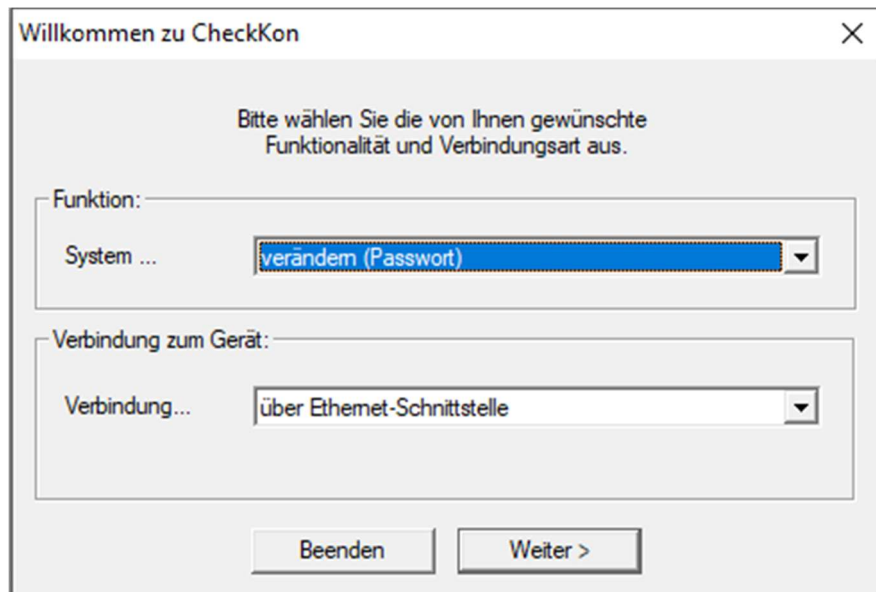 Willkommen zu CheckKon
Bitte wählen Sie die von Ihnen gewünschte
Funktionalität und Verbindungsart aus.
Funktion:
System ...
verändern (Passwort)
Verbindung zum Gerät:
Verbindung...
über Ethernet-Schnittstelle
Beenden
Weiter >